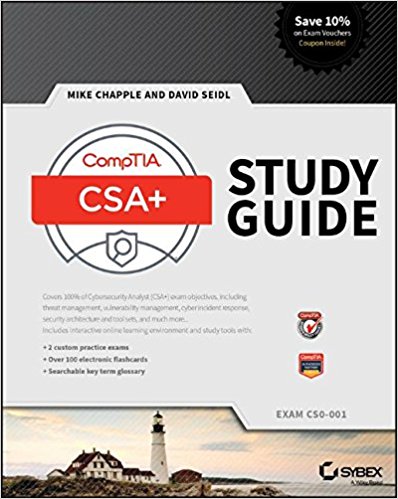 Save 10%
on Exam Vouchers
Coupon Inside!
MIKE CHAPPLE AND DAVID SEIDL
CompTIA
CSA+
STUDY
GUIDE
Covers 100% of Cybersecurity Analyst (CSA+) exam objectives, including
threat management, vulnerability management, cyber incident response,
security architecture and tool sets, and much more...
Includes interactive online learning environment and study tools with:
+ 2 custom practice exams
+ Over 100 electronic flashcards
+ Searchable key term glossary
CompTIA
CompTIA
EXAM CS0-001
SYBEX
A Wiley Brand